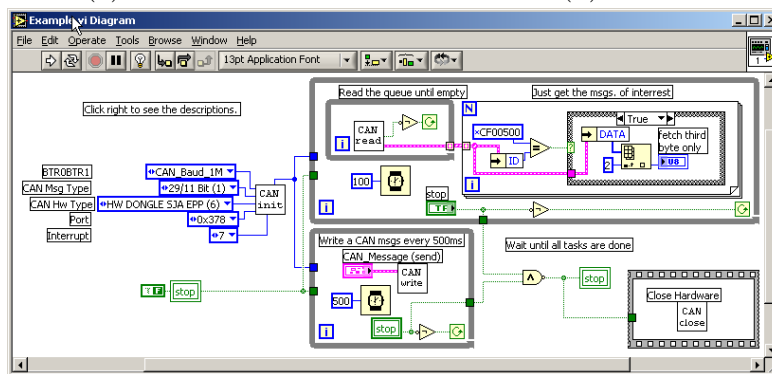 Example.vi Diagram
File Edit Operate Tools Browse Window Help
13pt Application Font
Read the queue until empty
Just get the msgs. of interrest
Click right to see the descriptions.
N
True
CAN
read
×CF00500
DATA
fetch third
byte only
ID
=
?
i
2
U8
BTR0BTR1
CAN_Baud_1M
CAN Msg Type
29/11 Bit (1)
CAN
init
CAN Hw Type
HW DONGLE SJA EPP (6)
Port
0x378
Interrupt
7
100
stop
TF
i
i
Write a CAN msgs every 500ms
Wait until all tasks are done
CAN_Message (send)
CAN
write
stop
TF
stop
500
Close Hardware
CAN
close
i
stop